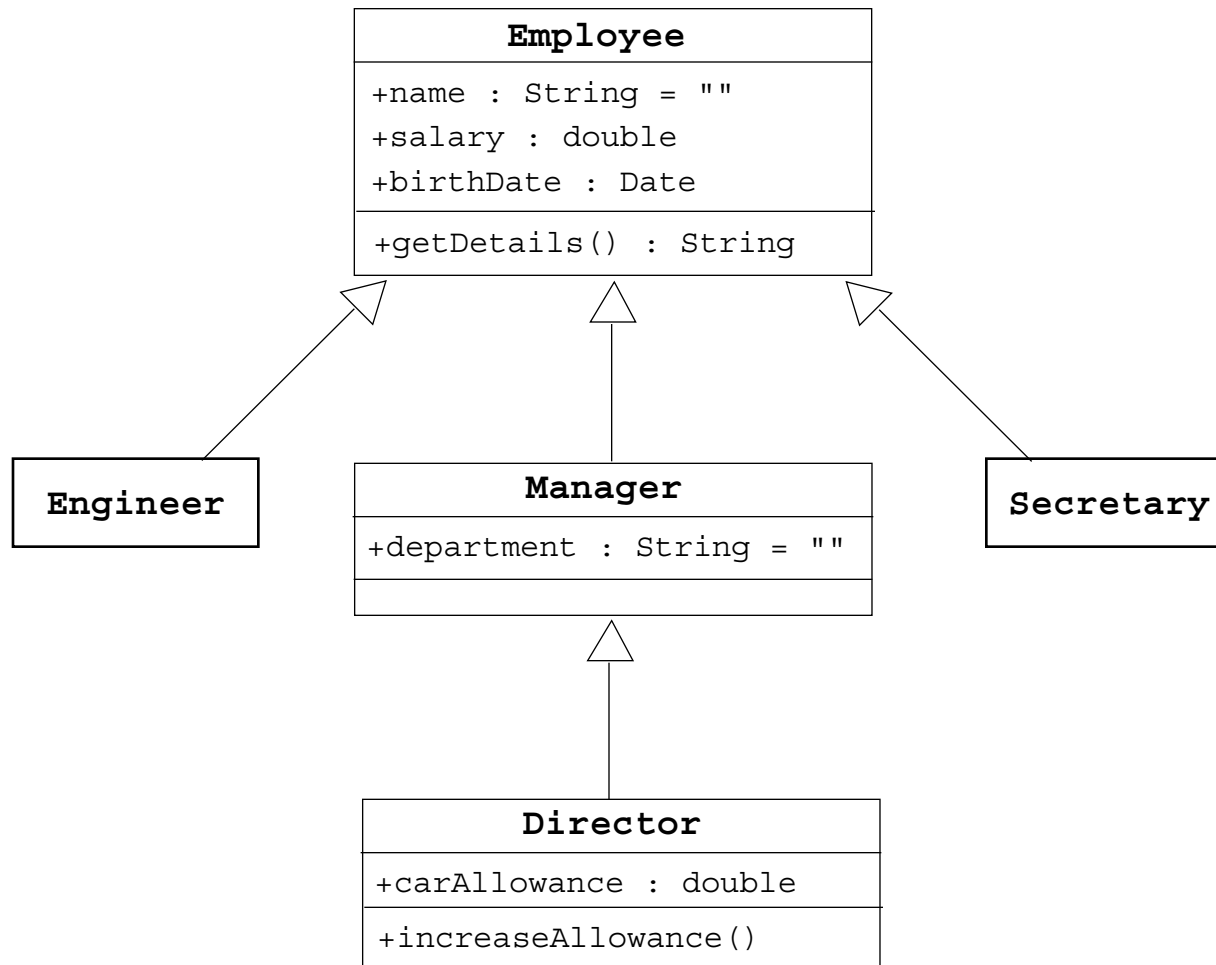 Employee
+name : String = ""
+salary : double
+birthDate : Date
+getDetails() : String
Engineer
Manager
Secretary
+department : String = ""
Director
+carAllowance : double
+increaseAllowance()